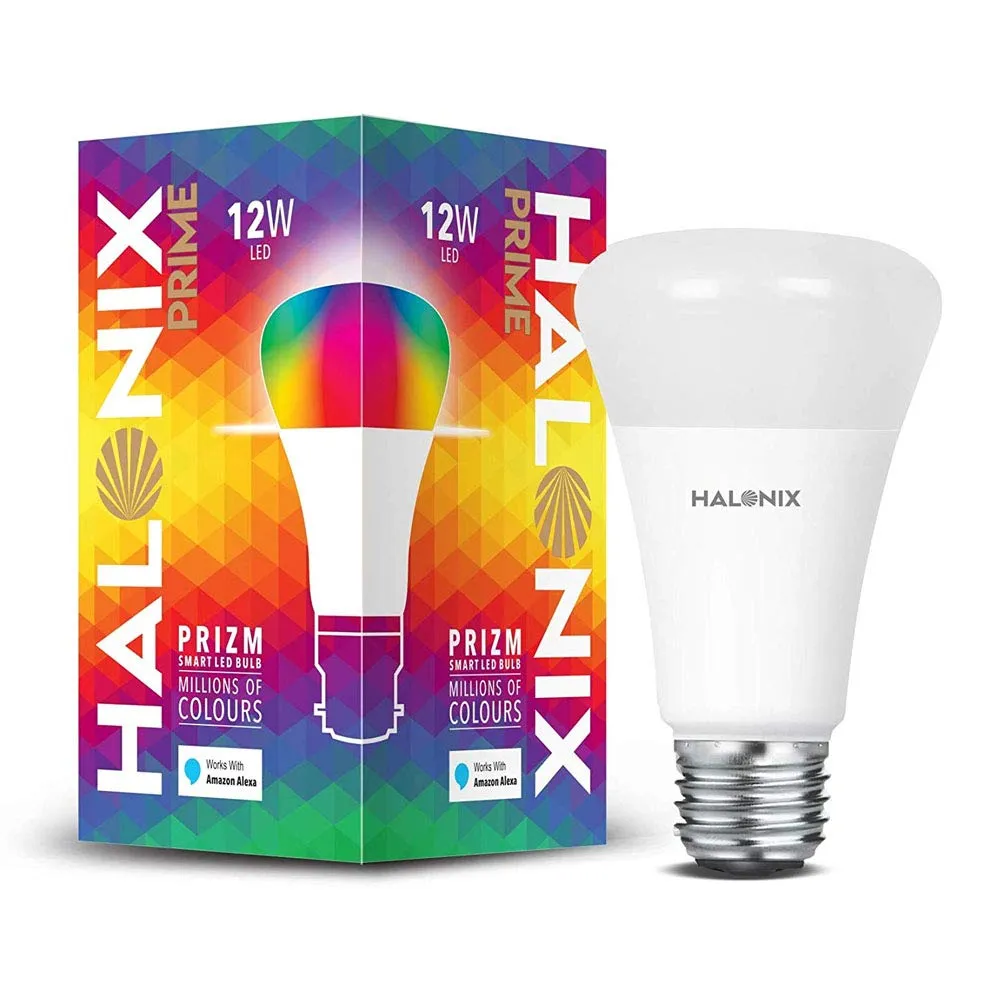 HALONIX
PRIME
12W
LED
PRIZM
SMART LED BULB
MILLIONS OF
COLOURS
Works With
Amazon Alexa
12W
LED
PRIME
HALONIX
PRIZM
SMART LED BULB
MILLIONS OF
COLOURS
Works With
Amazon Alexa
HALONIX